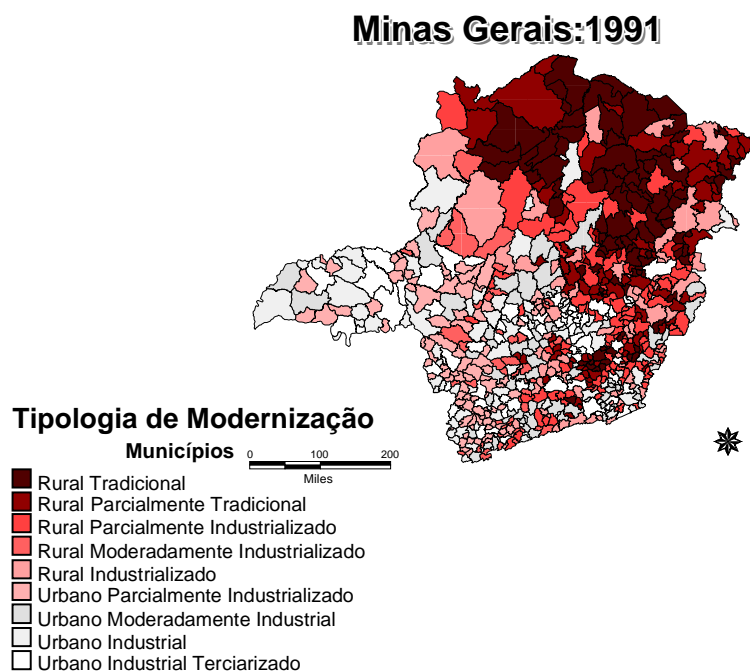 Minas Gerais:1991
Tipologia de Modernização
Municípios
0 100 200
Miles
Rural Tradicional
Rural Parcialmente Tradicional
Rural Parcialmente Industrializado
Rural Moderadamente Industrializado
Rural Industrializado
Urbano Parcialmente Industrializado
Urbano Moderadamente Industrial
Urbano Industrial
Urbano Industrial Terciarizado